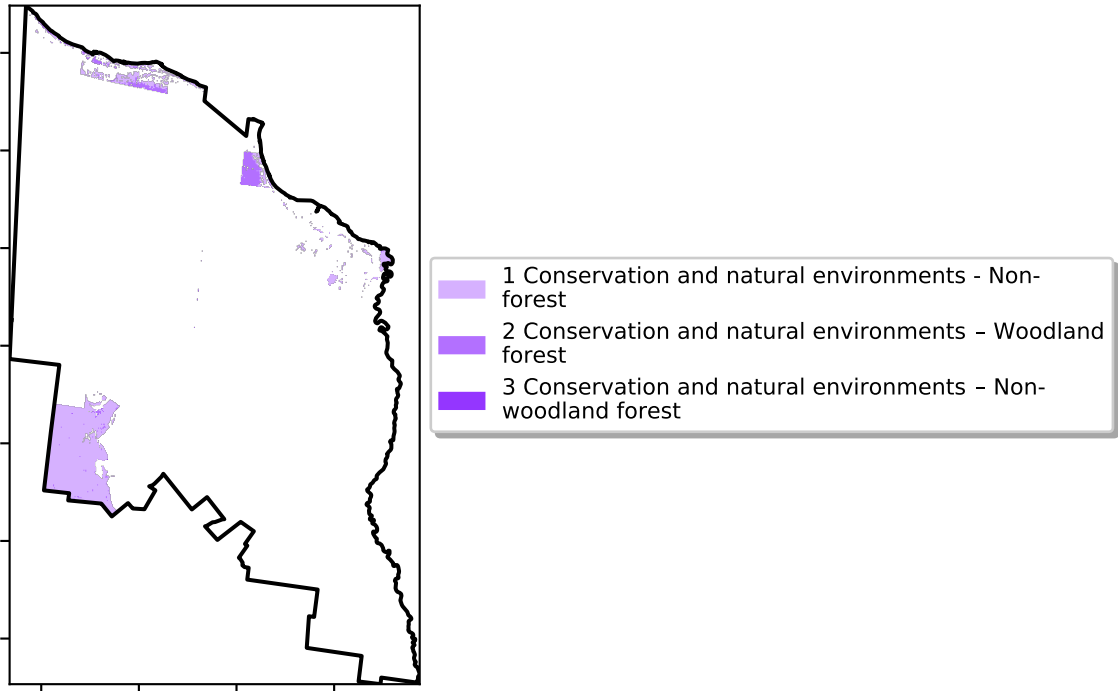 1 Conservation and natural environments - Non-
forest
2 Conservation and natural environments – Woodland
forest
3 Conservation and natural environments – Non-
woodland forest